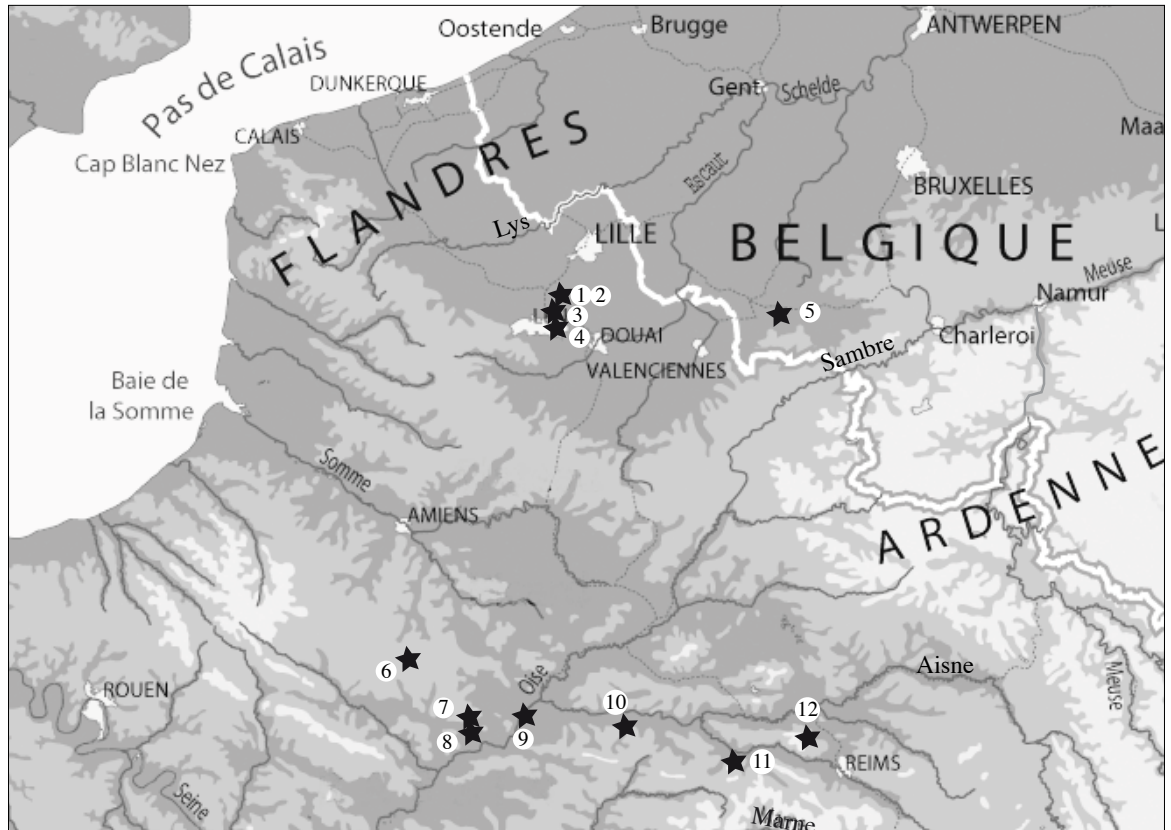 Oostende
Brugge
ANTWERPEN
Pas de Calais
DUNKERQUE
Gent
Schelde
CALAIS
Maa
Cap Blanc Nez
FLANDRES
Escaut
BRUXELLES
Lys
LILLE
BELGIQUE
L
Meuse
Namur
1 2
3
4
5
DOUAI
Charleroi
Sambre
VALENCIENNES
Baie de
la Somme
Somme
AMIENS
ARDENNE
6
Oise
Aisne
Meuse
ROUEN
7
8
9
10
11
12
REIMS
Seine
Marne